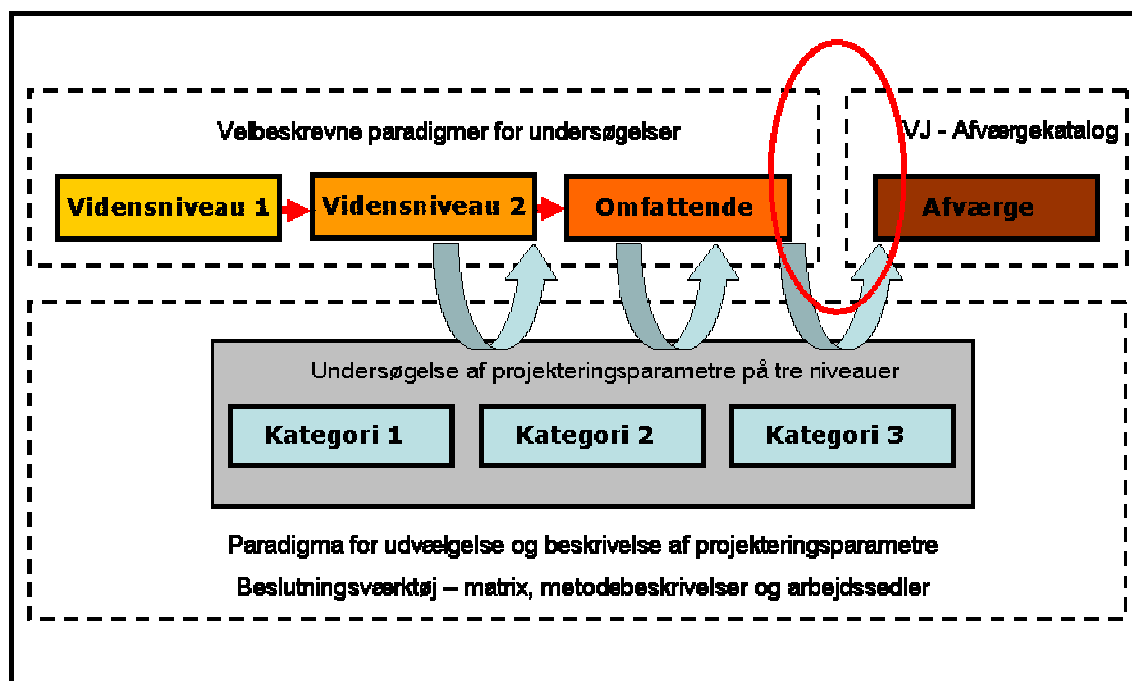 Velbeskrevne paradigmer for undersøgelser
VJ - Afværgekatalog
Vidensniveau 1
Vidensniveau 2
Omfattende
Afværge
Undersøgelse af projekteringsparametre på tre niveauer
Kategori 1
Kategori 2
Kategori 3
Paradigma for udvælgelse og beskrivelse af projekteringsparametre
Beslutningsværktøj – matrix, metodebeskrivelser og arbejdssedler